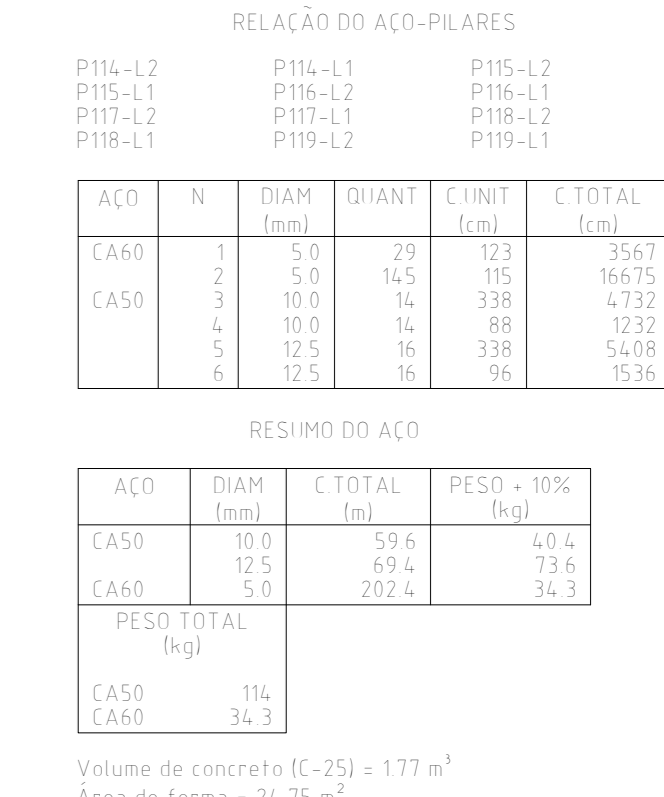 RELAÇÃO DO AÇO-PILARES
P114-L2 P114-L1 P115-L2
P115-L1 P116-L2 P116-L1
P117-L2 P117-L1 P118-L2
P118-L1 P119-L2 P119-L1
AÇO N DIAM QUANT C.UNIT C.TOTAL
(mm) (cm) (cm)
CA60 1 5.0 29 123 3567
2 5.0 145 115 16675
CA50 3 10.0 14 338 4732
4 10.0 14 88 1232
5 12.5 16 338 5408
6 12.5 16 96 1536
RESUMO DO AÇO
AÇO DIAM C.TOTAL PESO + 10%
(mm) (m) (kg)
CA50 10.0 59.6 40.4
12.5 69.4 73.6
CA60 5.0 202.4 34.3
PESO TOTAL
(kg)
CA50 114
CA60 34.3
Volume de concreto (C-25) = 1.77 m³
Área de forma = 24.75 m²